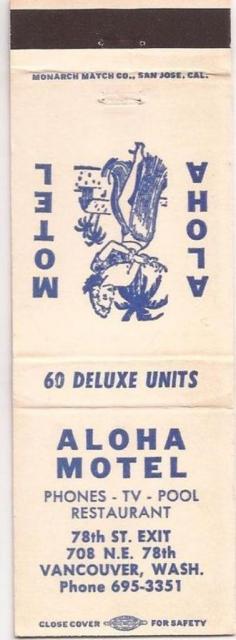 MONARCH MATCH CO., SAN JOSE, CAL.
ALOHA
MOTEL
60 DELUXE UNITS
ALOHA
MOTEL
PHONES - TV - POOL
RESTAURANT
78th ST. EXIT
708 N.E. 78th
VANCOUVER, WASH.
Phone 695-3351
CLOSE COVER FOR SAFETY